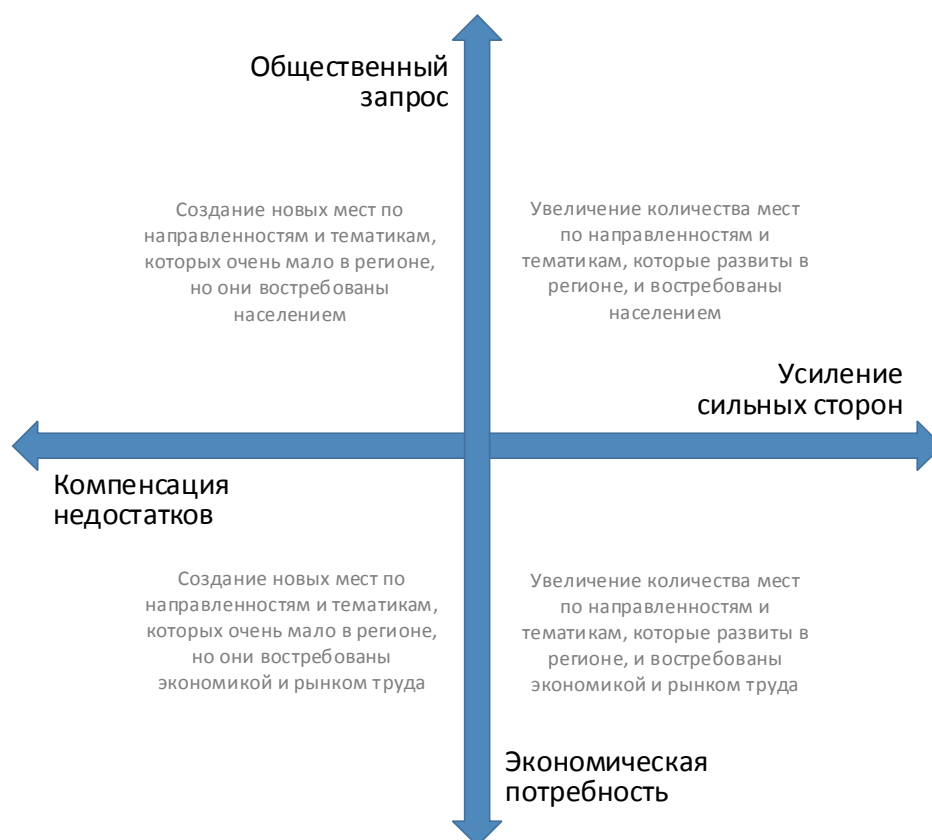 Общественный
запрос
Создание новых мест по
направленностям и тематикам,
которых очень мало в регионе,
но они востребованы
населением
Увеличение количества мест
по направленностям и
тематикам, которые развиты в
регионе, и востребованы
населением
Усиление
сильных сторон
Компенсация
недостатков
Создание новых мест по
направленностям и тематикам,
которых очень мало в регионе,
но они востребованы
экономикой и рынком труда
Увеличение количества мест
по направленностям и
тематикам, которые развиты в
регионе, и востребованы
экономикой и рынком труда
Экономическая
потребность